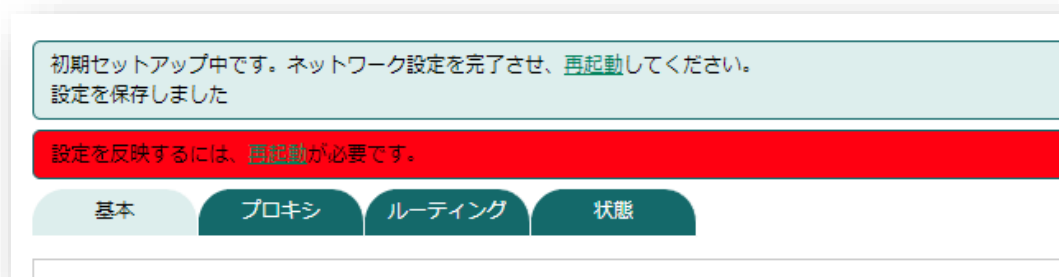 初期セットアップ中です。ネットワーク設定を完了させ、再起動してください。
設定を保存しました
設定を反映するには、再起動が必要です。
基本
プロキシ
ルーティング
状態